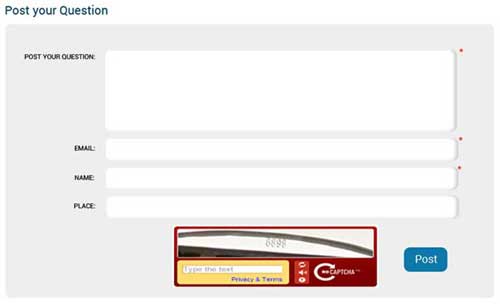 Post your Question
POST YOUR QUESTION: *
EMAIL: *
NAME: *
PLACE:
Type the text
Privacy & Terms
CAPTCHA™
Post